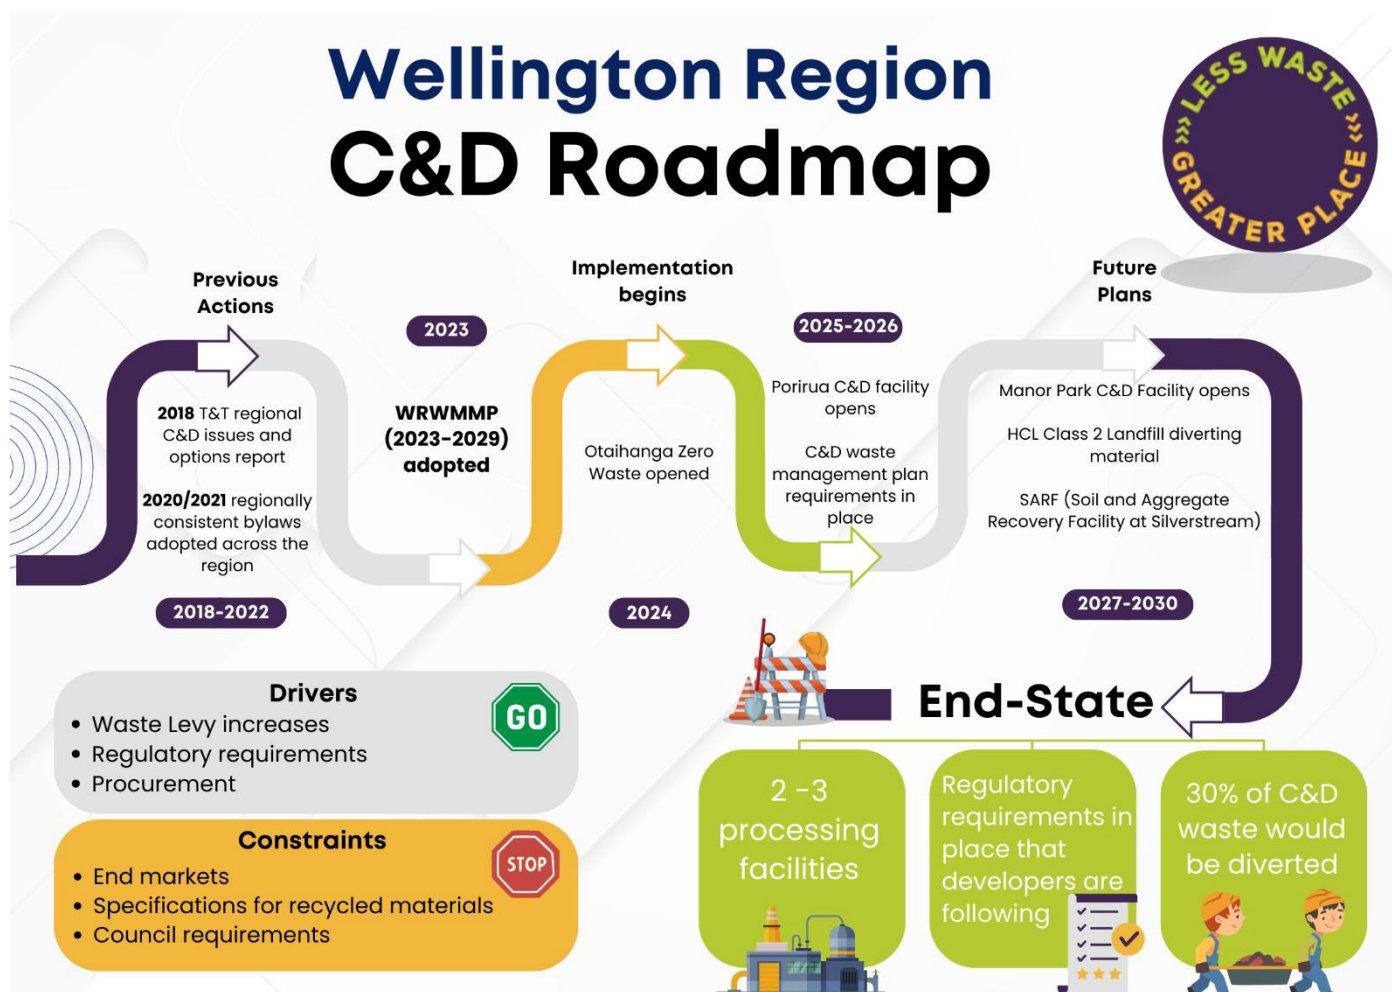 Wellington Region
C&D Roadmap
LESS WASTE
GREATER PLACE
Previous
Actions
2018 T&T regional
C&D issues and
options report
2020/2021 regionally
consistent bylaws
adopted across the
region
2018-2022
2023
WRWMMP
(2023-2029)
adopted
Implementation
begins
Otaihanga Zero
Waste opened
2024
2025-2026
Porirua C&D facility
opens
C&D waste
management plan
requirements in
place
Future
Plans
Manor Park C&D Facility opens
HCL Class 2 Landfill diverting
material
SARF (Soil and Aggregate
Recovery Facility at Silverstream)
2027-2030
Drivers
• Waste Levy increases
• Regulatory requirements
• Procurement
GO
Constraints
• End markets
• Specifications for recycled materials
• Council requirements
STOP
End-State
2 -3
processing
facilities
Regulatory
requirements in
place that
developers are
following
30% of C&D
waste would
be diverted